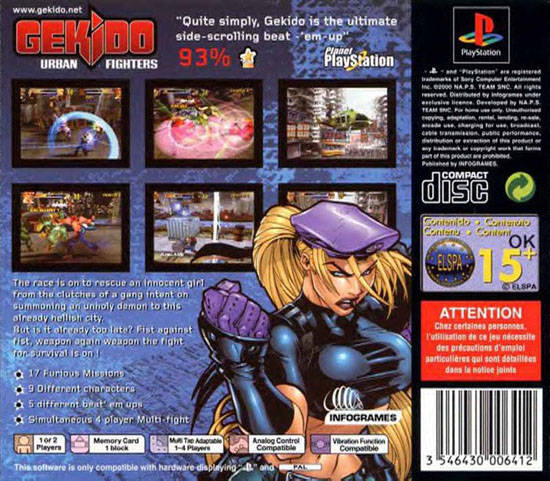 www.gekido.net
GEKIDO
URBAN FIGHTERS
"Quite simply, Gekido is the ultimate
side-scrolling beat -'em-up"
93%
Planet
PlayStation
PlayStation
and "PlayStation" are registered
trademarks of Sony Computer Entertainment
Inc. ©2000 NA.P.S. TEAM SNC. All rights
reserved. Distributed by Infogrames under
exclusive licence. Developed by NA.P.S.
TEAM SNC. For home use only. Unauthorised
copying, adaptation, rental, lending, re-sale,
arcade use, charging for use, broadcast,
cable transmission, public performance,
distribution or extraction of this product or
any trademark or copyright work that forms
part of this product are prohibited.
Published by INFOGRAMES.
COMPACT
disc
Contenido • Contenuto
Contenu • Content
ELSPA
OK
15+
© ELSPA
The race is on to rescue an innocent girl
from the clutches of a gang intent on
summoning an unholy demon to this
already hellish city.
But is it already too late? Fist against
fist, weapon again weapon the fight
for survival is on !
17 Furious Missions
9 Different characters
5 different beat' em ups
Simultaneous 4 player Multi-fight
ATTENTION
Chez certaines personnes,
l'utilisation de ce jeu nécessite
des précautions d'emploi
particulières qui sont détaillées
dans la notice jointe
INFOGRAMES
1 or 2
Players
Memory Card
1 block
Multi Tap Adaptable
1-4 Players
Analog Control
Compatible
Vibration Function
Compatible
3 546430 006412
This software is only compatible with hardware displaying "" and PAL